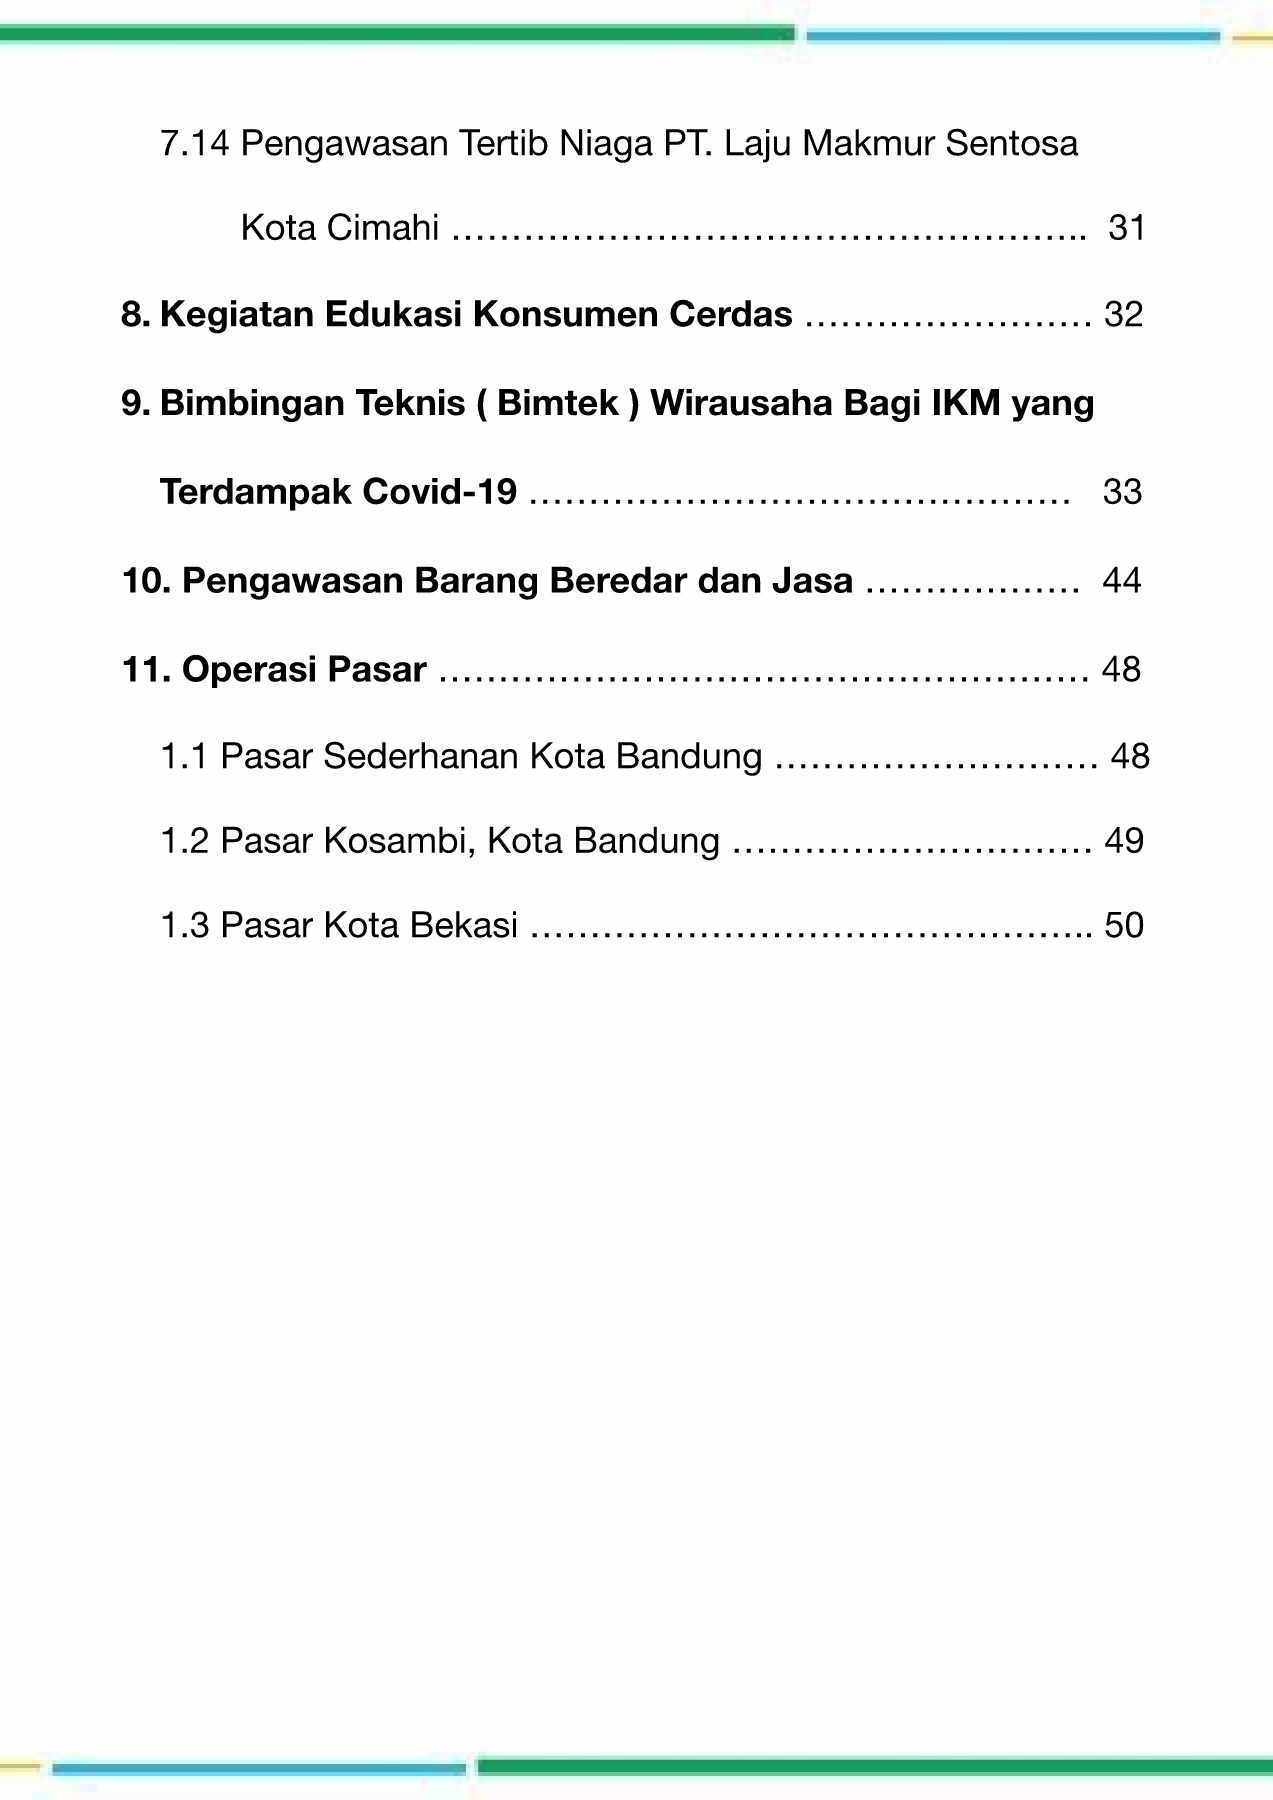 7.14 Pengawasan Tertib Niaga PT. Laju Makmur Sentosa
Kota Cimahi …………………………………………….. 31
8. Kegiatan Edukasi Konsumen Cerdas …………………… 32
9. Bimbingan Teknis ( Bimtek ) Wirausaha Bagi IKM yang
Terdampak Covid-19 ……………………………………… 33
10. Pengawasan Barang Beredar dan Jasa ……………… 44
11. Operasi Pasar ……………………………………………… 48
1.1 Pasar Sederhanan Kota Bandung ……………………… 48
1.2 Pasar Kosambi, Kota Bandung ………………………… 49
1.3 Pasar Kota Bekasi ……………………………………….. 50